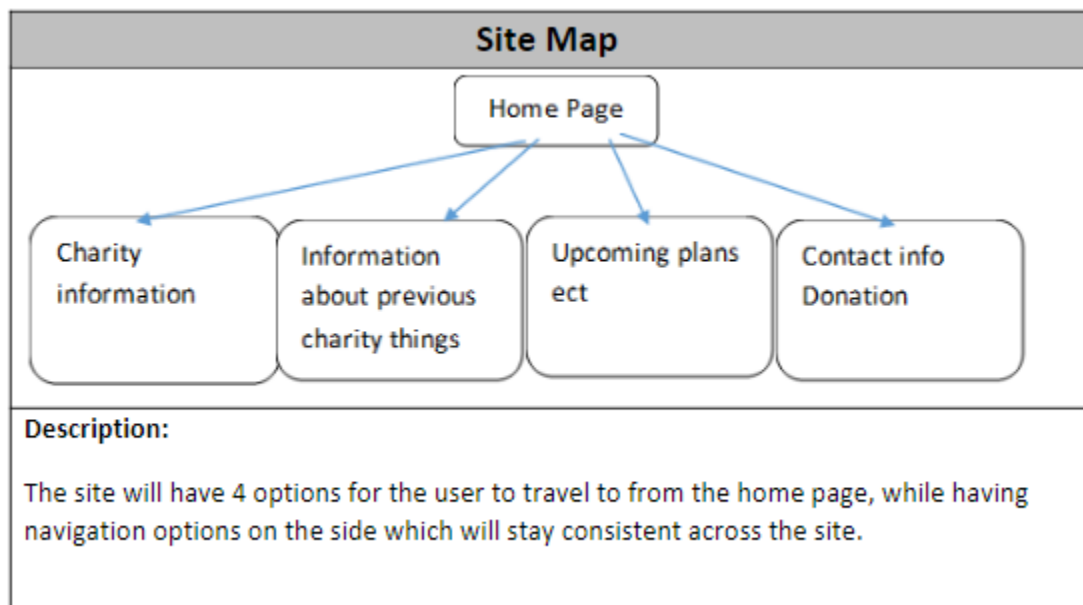 Site Map
Home Page
Charity
information
Information
about previous
charity things
Upcoming plans
ect
Contact info
Donation
Description:
The site will have 4 options for the user to travel to from the home page, while having
navigation options on the side which will stay consistent across the site.